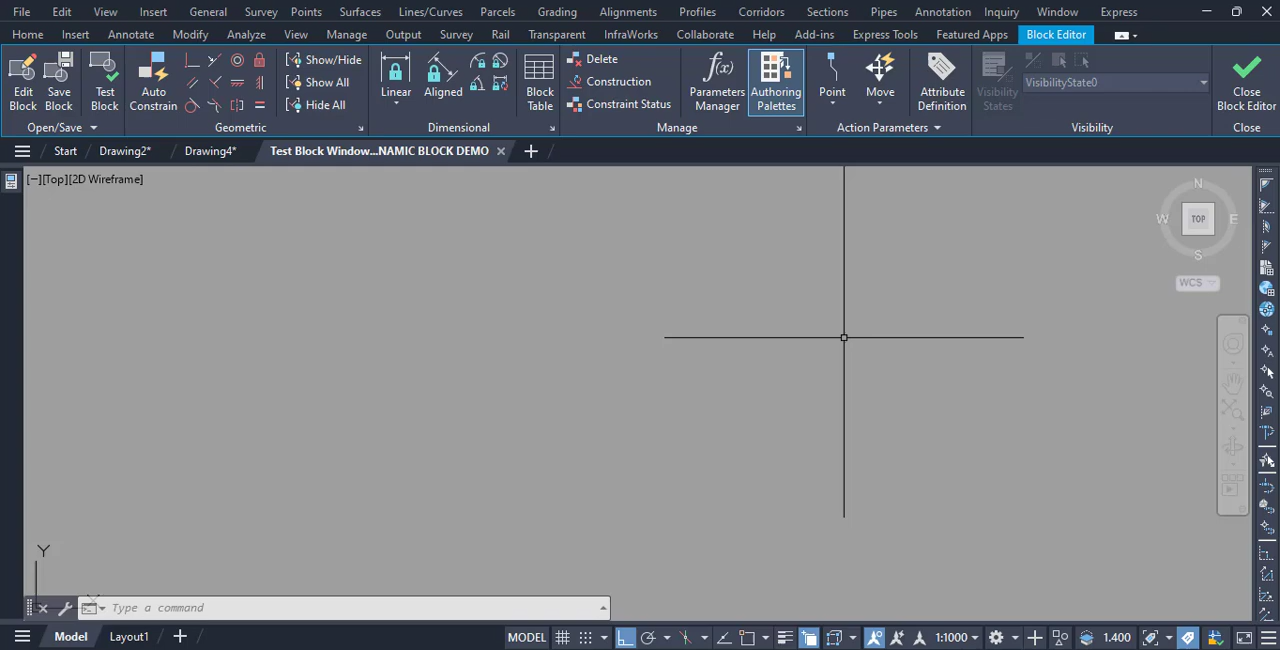 File Edit View Insert General Survey Points Surfaces Lines/Curves Parcels Grading Alignments Profiles Corridors Sections Pipes Annotation Inquiry Window Express
Home Insert Annotate Modify Analyze View Manage Output Survey Rail Transparent InfraWorks Collaborate Help Add-ins Express Tools Featured Apps Block Editor
Edit Block
Save Block
Test Block
Open/Save
Auto Constrain
Show/Hide
Show All
Hide All
Geometric
Linear
Aligned
Dimensional
Block Table
Delete
Construction
Constraint Status
Parameters Manager
Authoring Palettes
Manage
Point
Move
Attribute Definition
Action Parameters
Visibility States
VisibilityState0
Visibility
Close Block Editor
Close
Start Drawing2* Drawing4* Test Block Window...NAMIC BLOCK DEMO
[−][Top][2D Wireframe]
N
W TOP E
S
WCS
Y
Type a command
Model Layout1 MODEL 1:1000 1.400